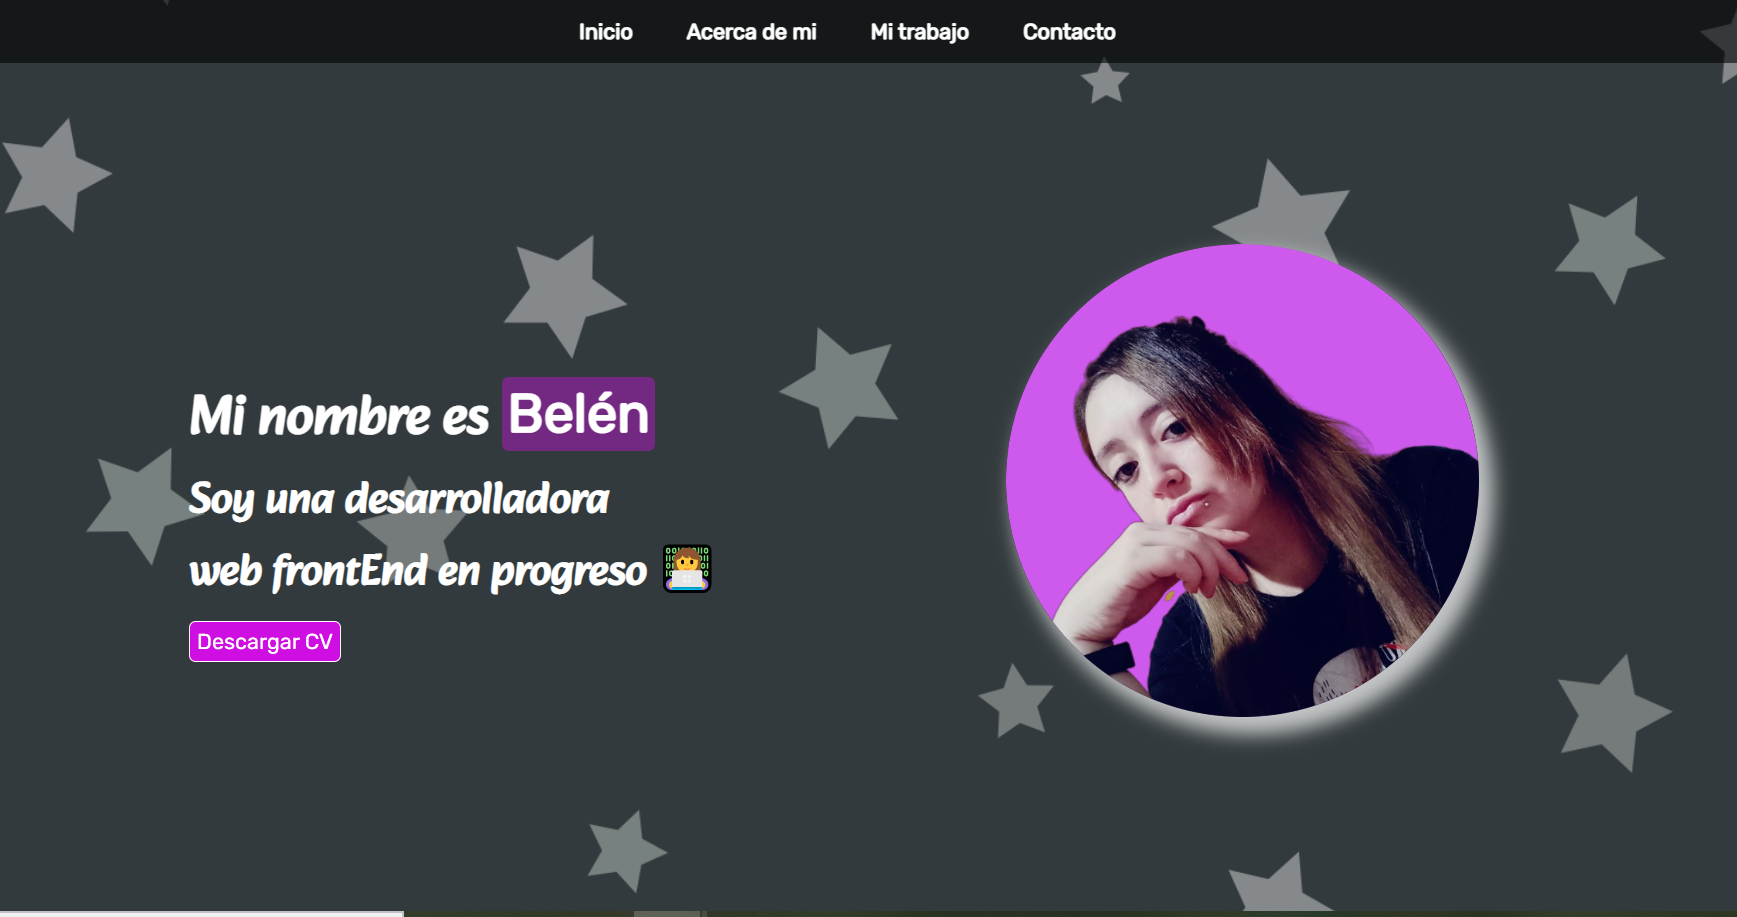 Inicio Acerca de mi Mi trabajo Contacto
Mi nombre es Belén
Soy una desarrolladora
web frontEnd en progreso
Descargar CV